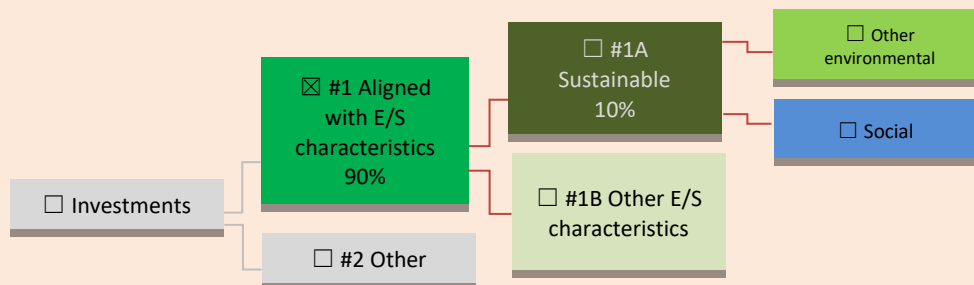 ☐ Investments
☒ #1 Aligned
with E/S
characteristics
90%
☐ #2 Other
☐ #1A
Sustainable
10%
☐ #1B Other E/S
characteristics
☐ Other
environmental
☐ Social